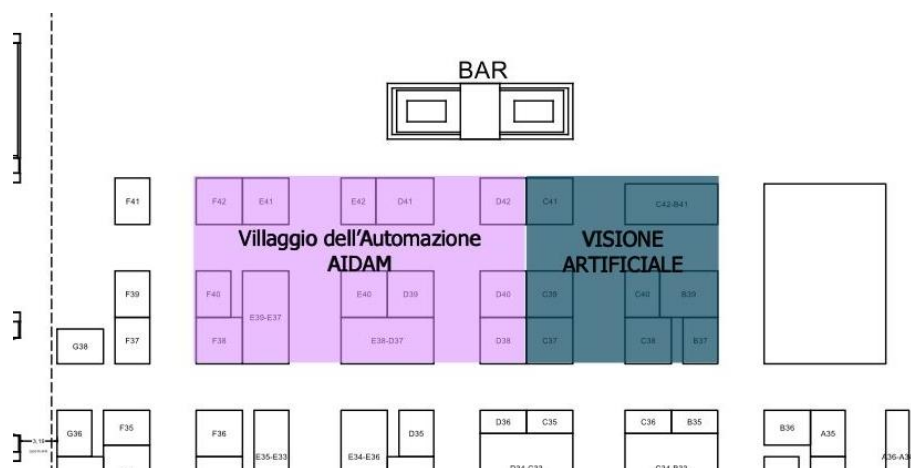 BAR
F41
F42
E41
E42
D41
D42
C41
C42-B41
Villaggio dell'Automazione
AIDAM
VISIONE
ARTIFICIALE
F39
F40
E39-E37
E40
D39
D40
C39
C40
B39
G38
F37
F38
E38-D37
D38
C37
C38
B37
G36
F35
F36
E35-E33
E34-E36
D35
D36
C35
C36
B35
B36
A35